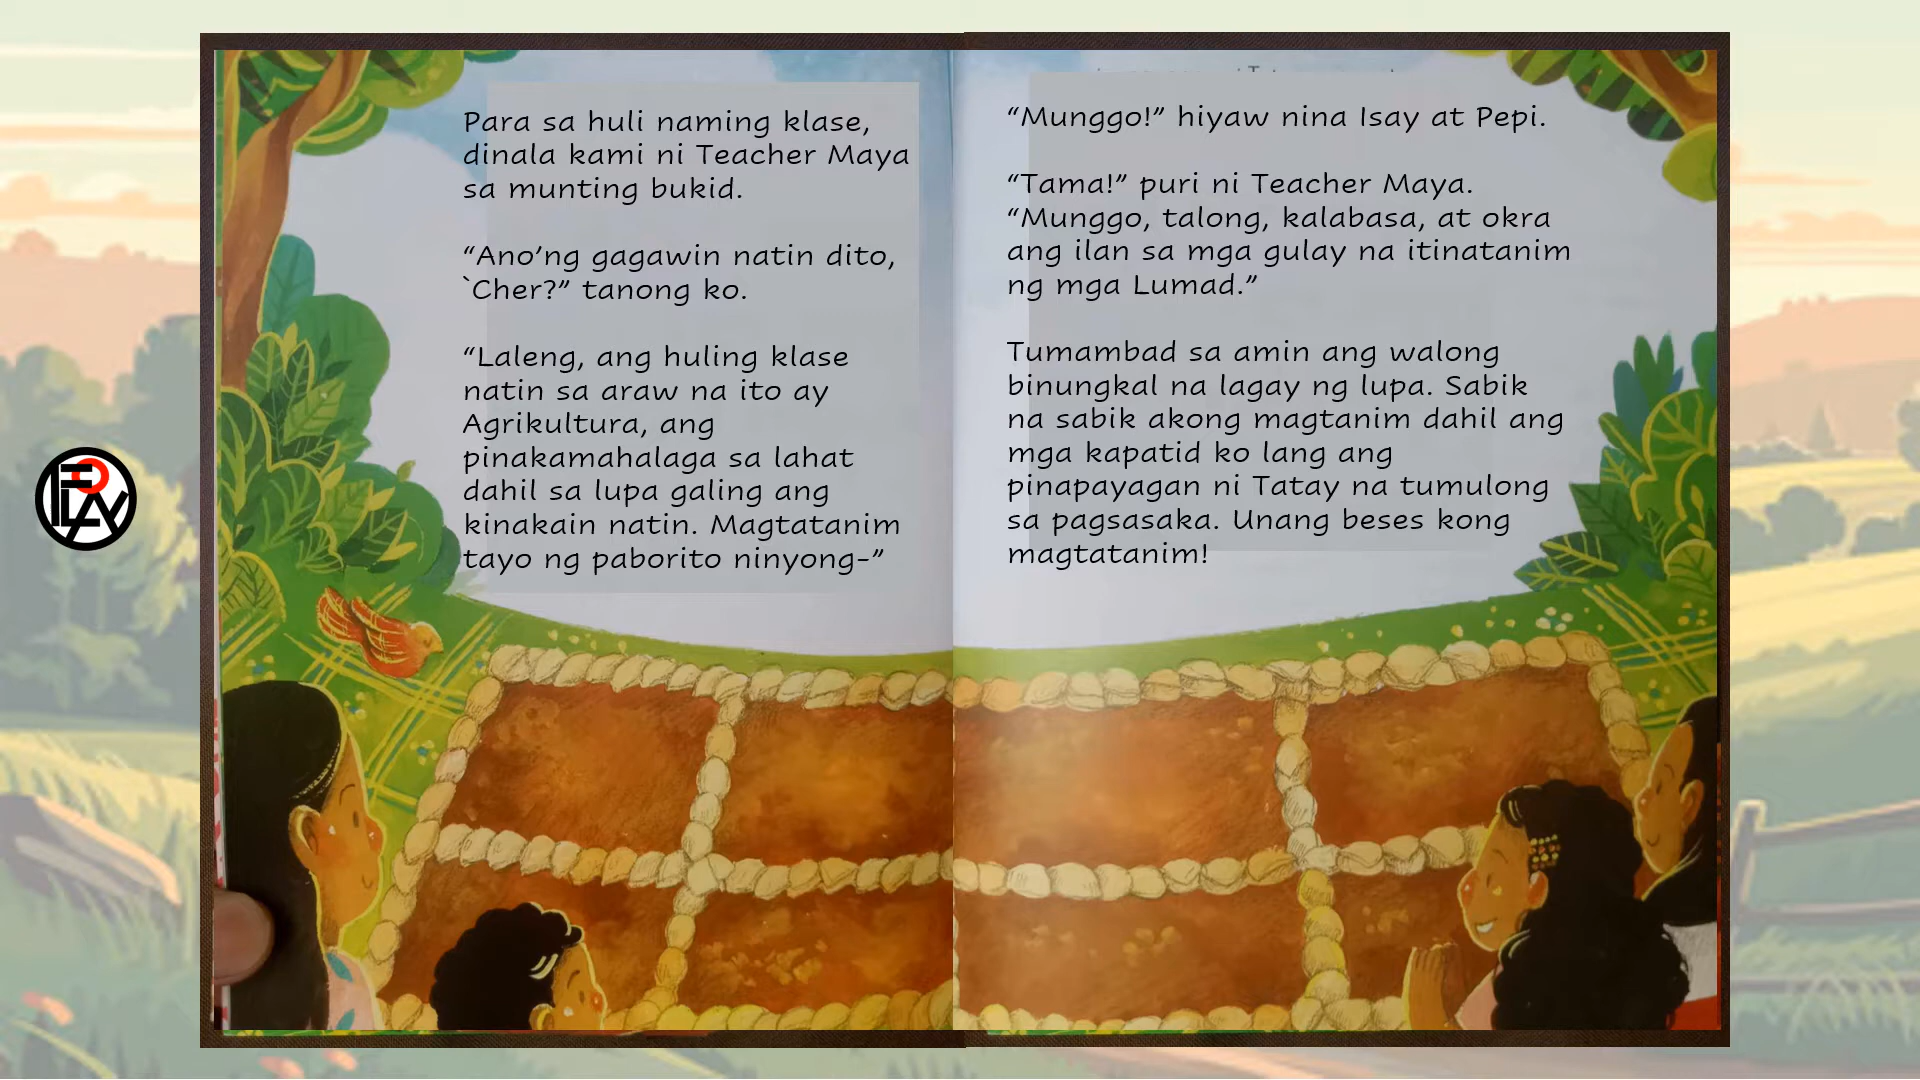 Para sa huli naming klase,
dinala kami ni Teacher Maya
sa munting bukid.
“Ano’ng gagawin natin dito,
`Cher?” tanong ko.
“Laleng, ang huling klase
natin sa araw na ito ay
Agrikultura, ang
pinakamahalaga sa lahat
dahil sa lupa galing ang
kinakain natin. Magtatanim
tayo ng paborito ninyong–”
“Munggo!” hiyaw nina Isay at Pepi.
“Tama!” puri ni Teacher Maya.
“Munggo, talong, kalabasa, at okra
ang ilan sa mga gulay na itinatanim
ng mga Lumad.”
Tumambad sa amin ang walong
binungkal na lagay ng lupa. Sabik
na sabik akong magtanim dahil ang
mga kapatid ko lang ang
pinapayagan ni Tatay na tumulong
sa pagsasaka. Unang beses kong
magtatanim!